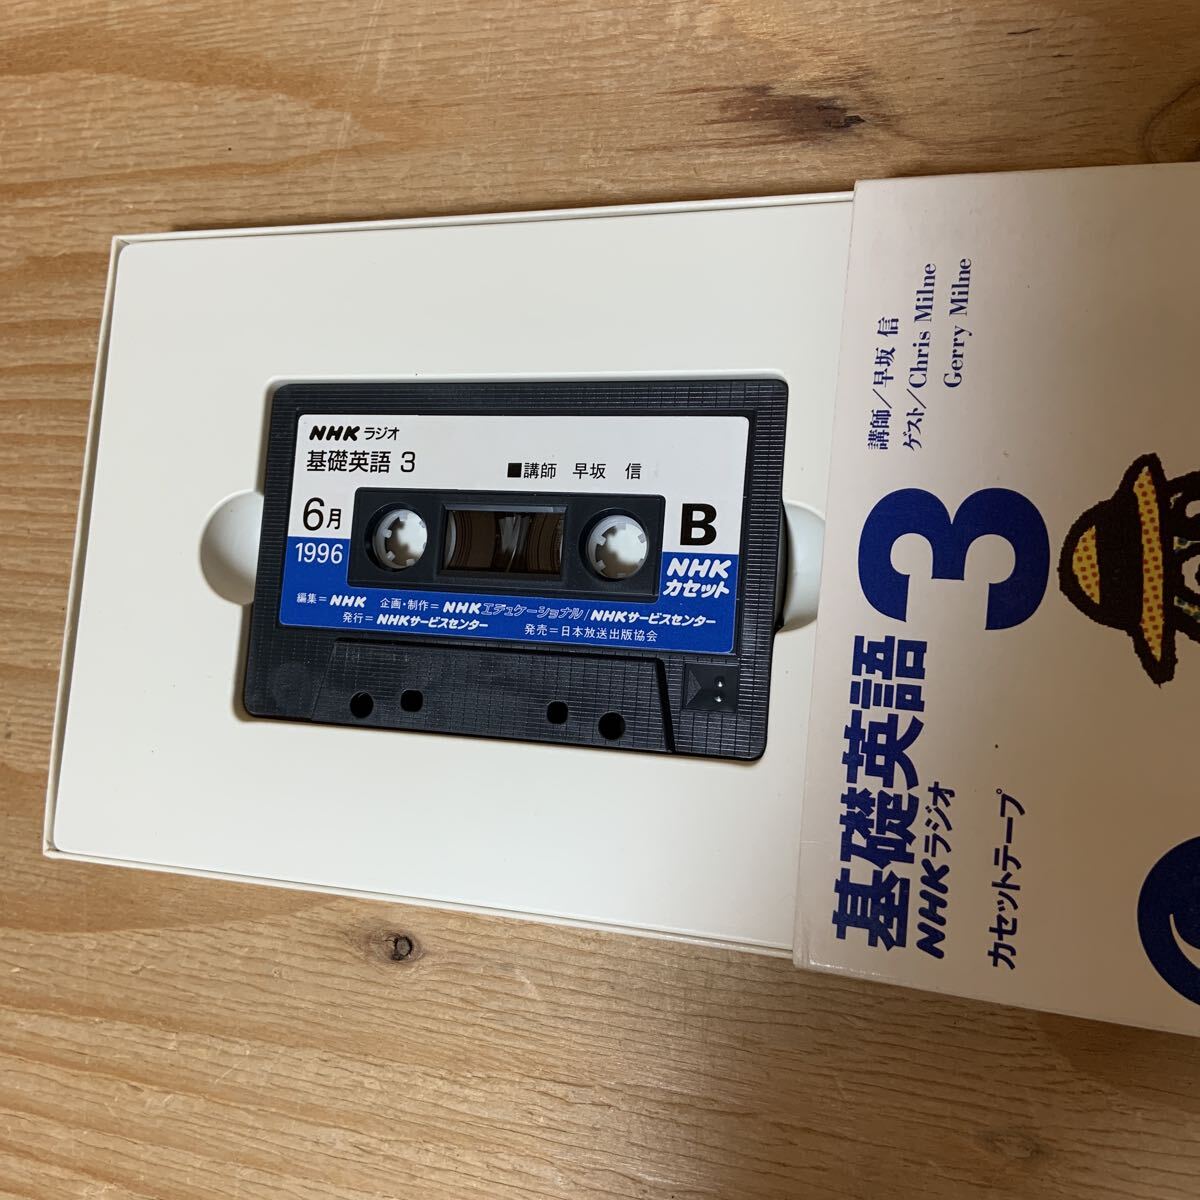 NHK ラジオ
基礎英語 3
■講師 早坂 信
6月
1996
B
NHK
カセット
編集=NHK 企画・制作=NHKエデュケーショナル/NHKサービスセンター
発行=NHKサービスセンター 発売=日本放送出版協会
講師/早坂 信
ゲスト/Chris Milne
Gerry Milne
基礎英語3
NHKラジオ
カセットテープ